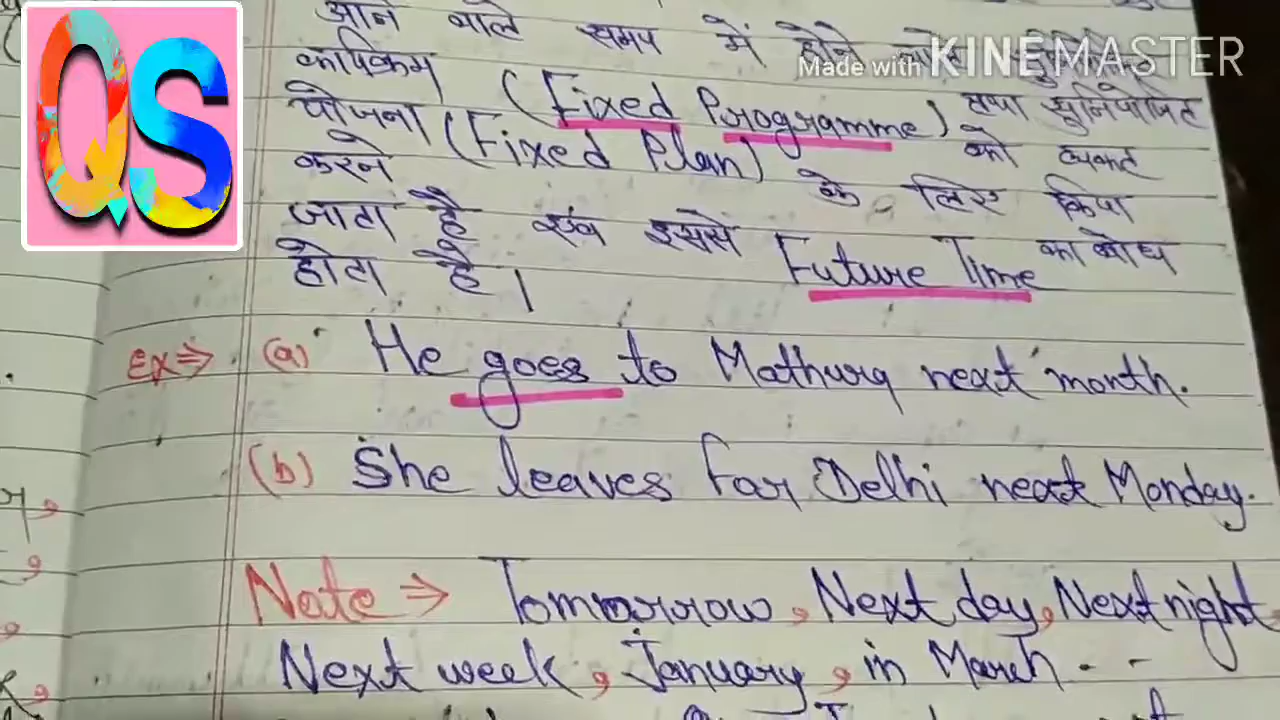 QS
Made with KINEMASTER
आने वाले समय में होने वाले
कार्यक्रम (Fixed Programme) तथा सुनियोजित
योजना (Fixed Plan) को व्यक्त
करने के लिए किया
जाता है एवं इससे Future Time का बोध
होता है।
Ex⇒ (a) He goes to Mathura next month.
(b) She leaves for Delhi next Monday.
Note ⇒ Tomorrow, Next day, Next night,
Next week, January, in March - -